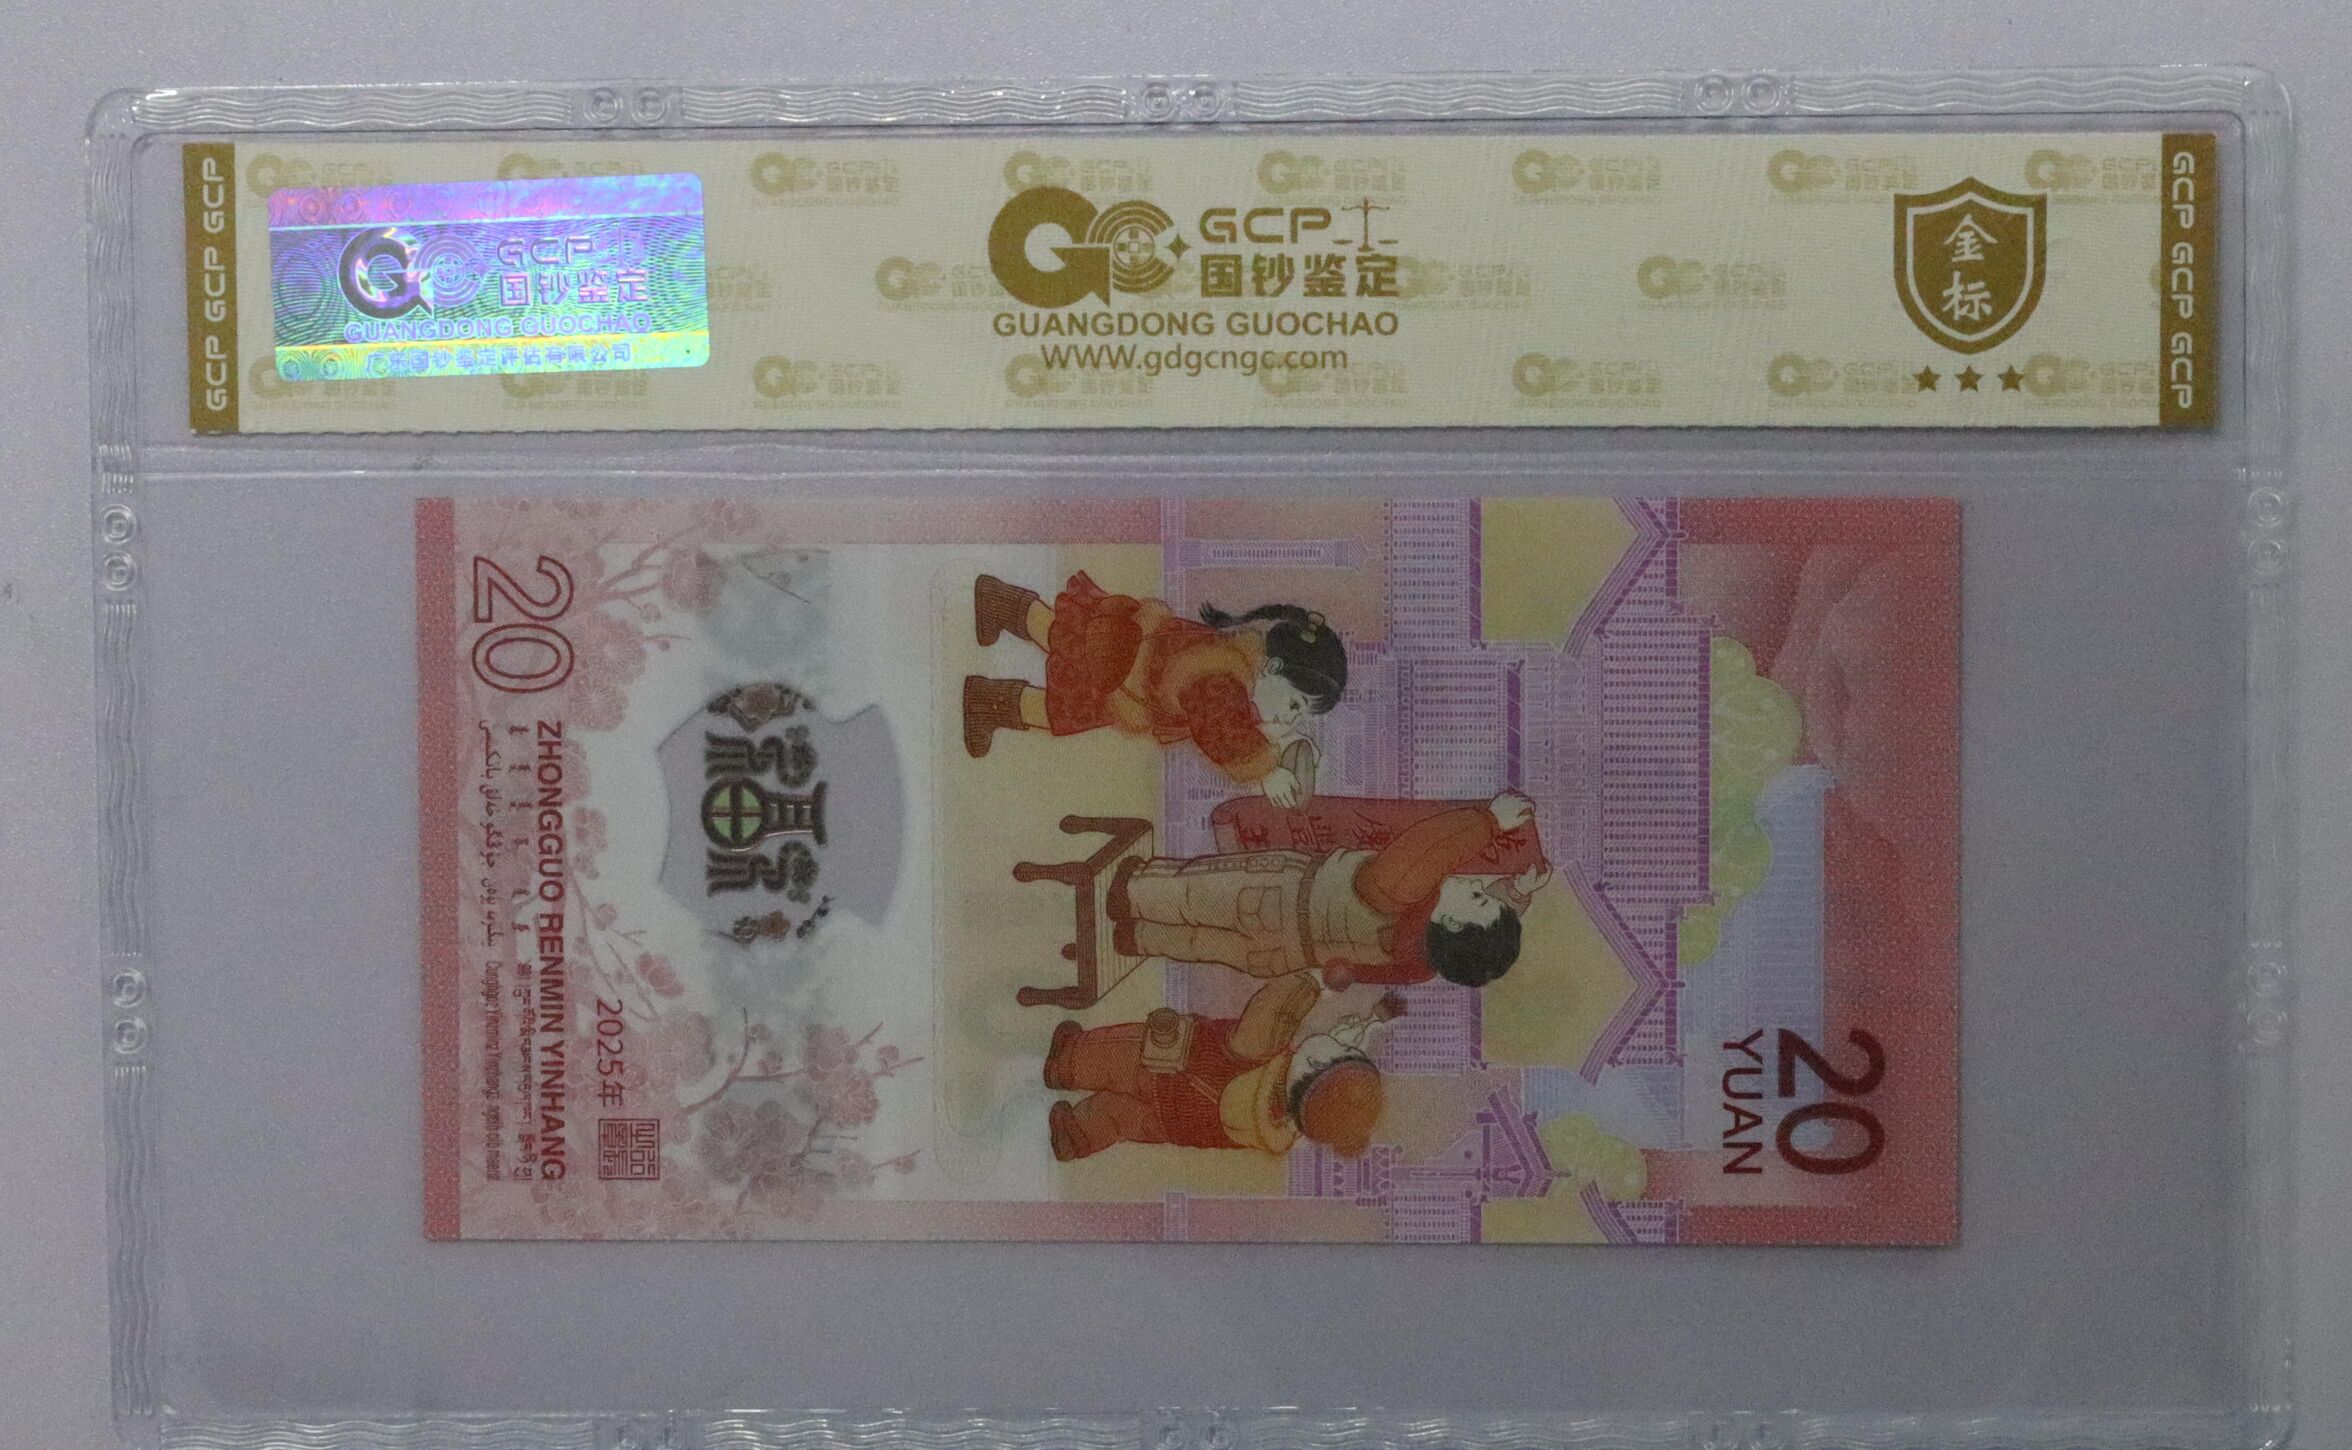 GCP GCP GCP
GCP
国钞鉴定
GUANGDONG GUOCHAO
广东国钞鉴定评估有限公司
GCP
国钞鉴定
GUANGDONG GUOCHAO
WWW.gdgcngc.com
金标
GCP GCP GCP
20
YUAN
20
ZHONGGUO RENMIN YINHANG
2025年